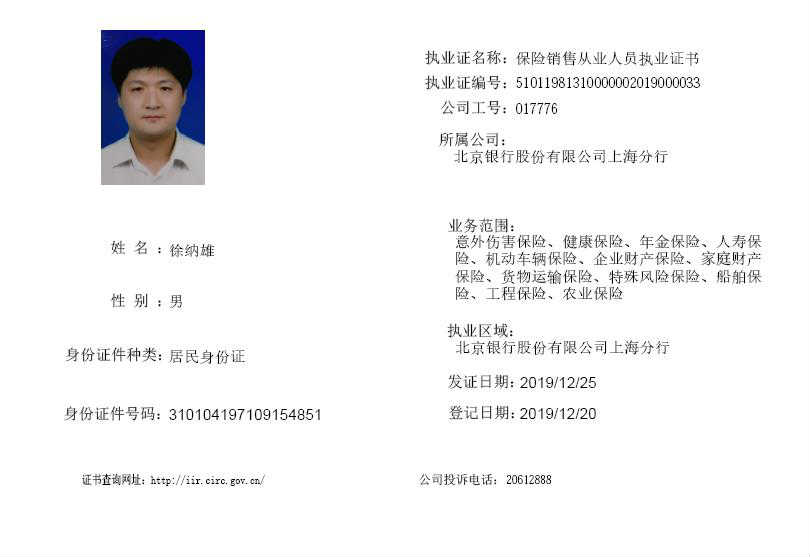 姓 名 ：徐纳雄
性 别 ：男
身份证件种类：居民身份证
身份证件号码：310104197109154851
证书查询网址：http://iir.circ.gov.cn/
执业证名称：保险销售从业人员执业证书
执业证编号：51011981310000002019000033
公司工号：017776
所属公司：
北京银行股份有限公司上海分行
业务范围：
意外伤害保险、健康保险、年金保险、人寿保
险、机动车辆保险、企业财产保险、家庭财产
保险、货物运输保险、特殊风险保险、船舶保
险、工程保险、农业保险
执业区域：
北京银行股份有限公司上海分行
发证日期：2019/12/25
登记日期：2019/12/20
公司投诉电话：20612888